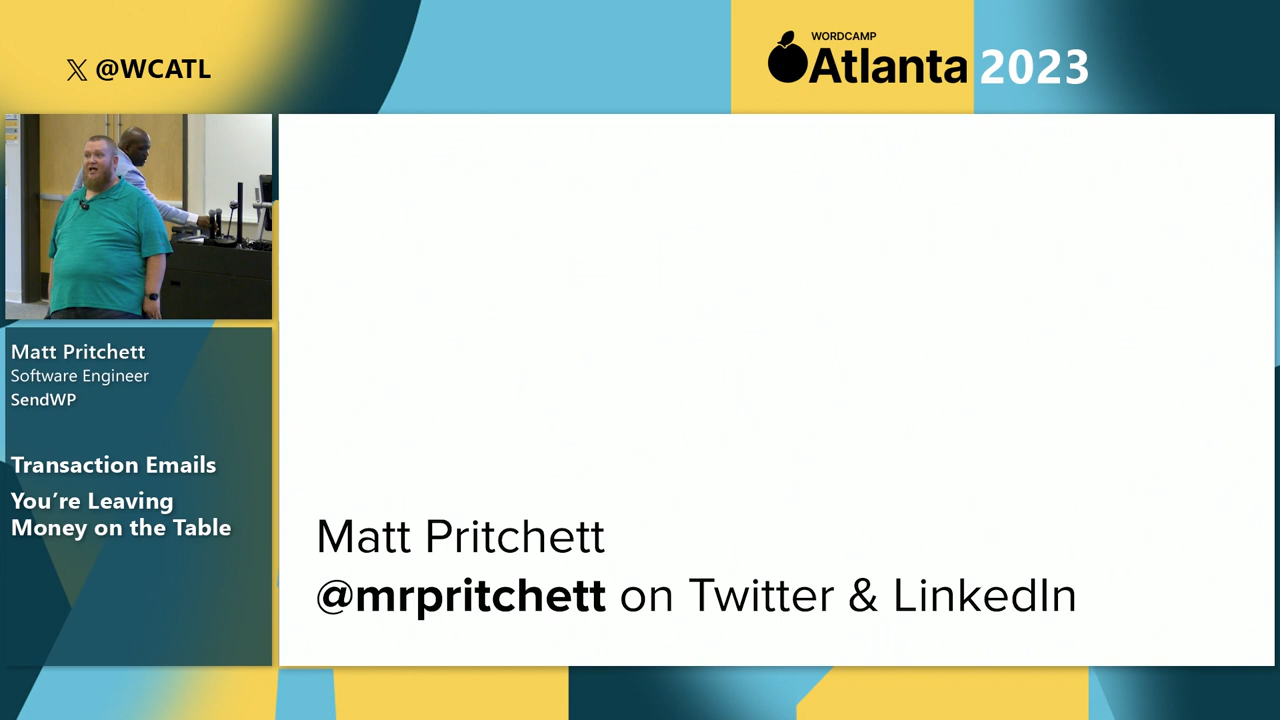 𝕏 @WCATL
WORDCAMP
Atlanta 2023
Matt Pritchett
Software Engineer
SendWP
Transaction Emails
You’re Leaving
Money on the Table
Matt Pritchett
@mrpritchett on Twitter & LinkedIn